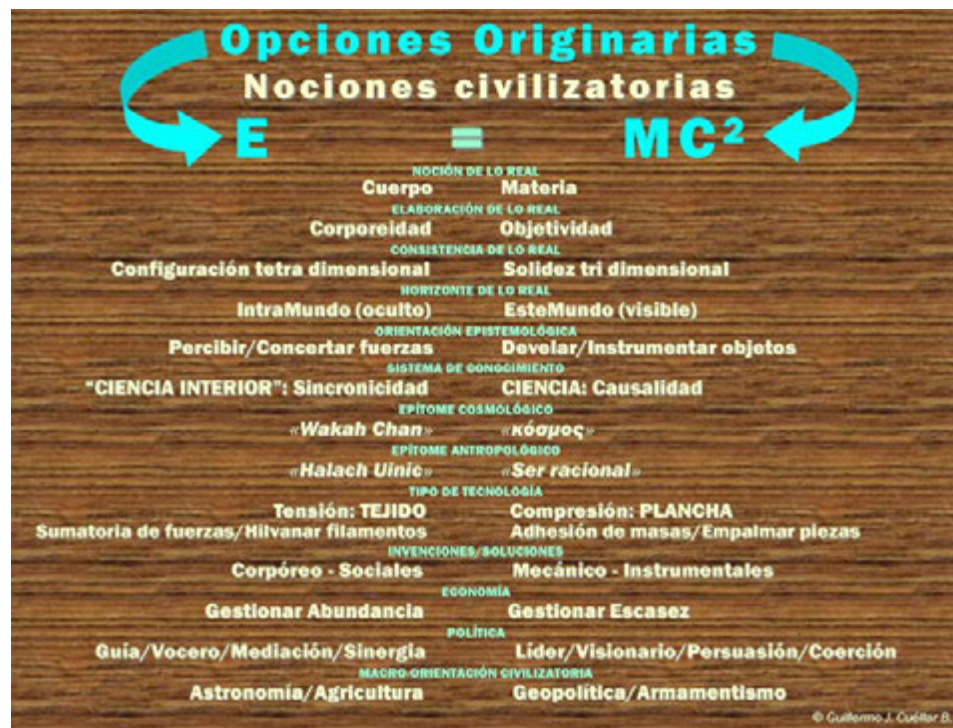 Opciones Originarias
Nociones civilizatorias
E = MC²
NOCIÓN DE LO REAL
Cuerpo Materia
ELABORACIÓN DE LO REAL
Corporeidad Objetividad
CONSISTENCIA DE LO REAL
Configuración tetra dimensional Solidez tri dimensional
HORIZONTE DE LO REAL
IntraMundo (oculto) EsteMundo (visible)
ORIENTACIÓN EPISTEMOLÓGICA
Percibir/Concertar fuerzas Develar/Instrumentar objetos
SISTEMA DE CONOCIMIENTO
"CIENCIA INTERIOR": Sincronicidad CIENCIA: Causalidad
EPÍTOME COSMOLÓGICO
«Wakah Chan» «κόσμος»
EPÍTOME ANTROPOLÓGICO
«Halach Uinic» «Ser racional»
TIPO DE TECNOLOGÍA
Tensión: TEJIDO Compresión: PLANCHA
Sumatoria de fuerzas/Hilvanar filamentos Adhesión de masas/Empalmar piezas
INVENCIONES/SOLUCIONES
Corpóreo - Sociales Mecánico - Instrumentales
ECONOMÍA
Gestionar Abundancia Gestionar Escasez
POLÍTICA
Guía/Vocero/Mediación/Sinergia Líder/Visionario/Persuasión/Coerción
MACRO ORIENTACIÓN CIVILIZATORIA
Astronomía/Agricultura Geopolítica/Armamentismo
© Guillermo J. Cuéllar B.